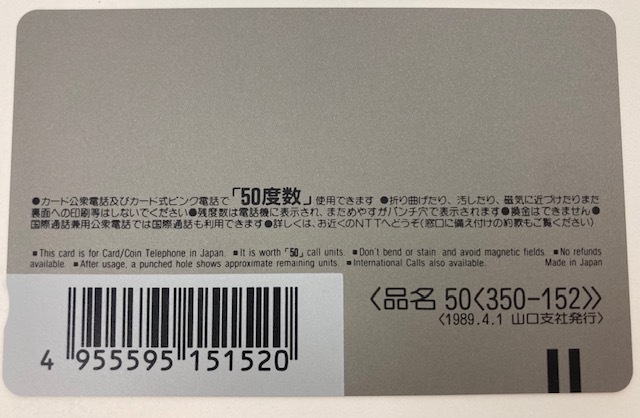 ●カード公衆電話及びカード式ピンク電話で「50度数」使用できます ●折り曲げたり、汚したり、磁気に近づけたりまた
裏面への印刷等はしないでください●残度数は電話機に表示され、まためやすがパンチ穴で表示されます●換金はできません●
国際通話兼用公衆電話では国際通話も利用できます●詳しくは、お近くのNTTへどうぞ(窓口に備え付けの約款もご覧ください)
■This card is for Card/Coin Telephone in Japan. ■It is worth「50」call units. ■Don't bend or stain and avoid magnetic fields. ■No refunds
available. ■After usage, a punched hole shows approximate remaining units. ■International Calls also available. Made in Japan
〈品名 50〈350-152〉〉
〈1989.4.1 山口支社発行〉
4 955595 151520